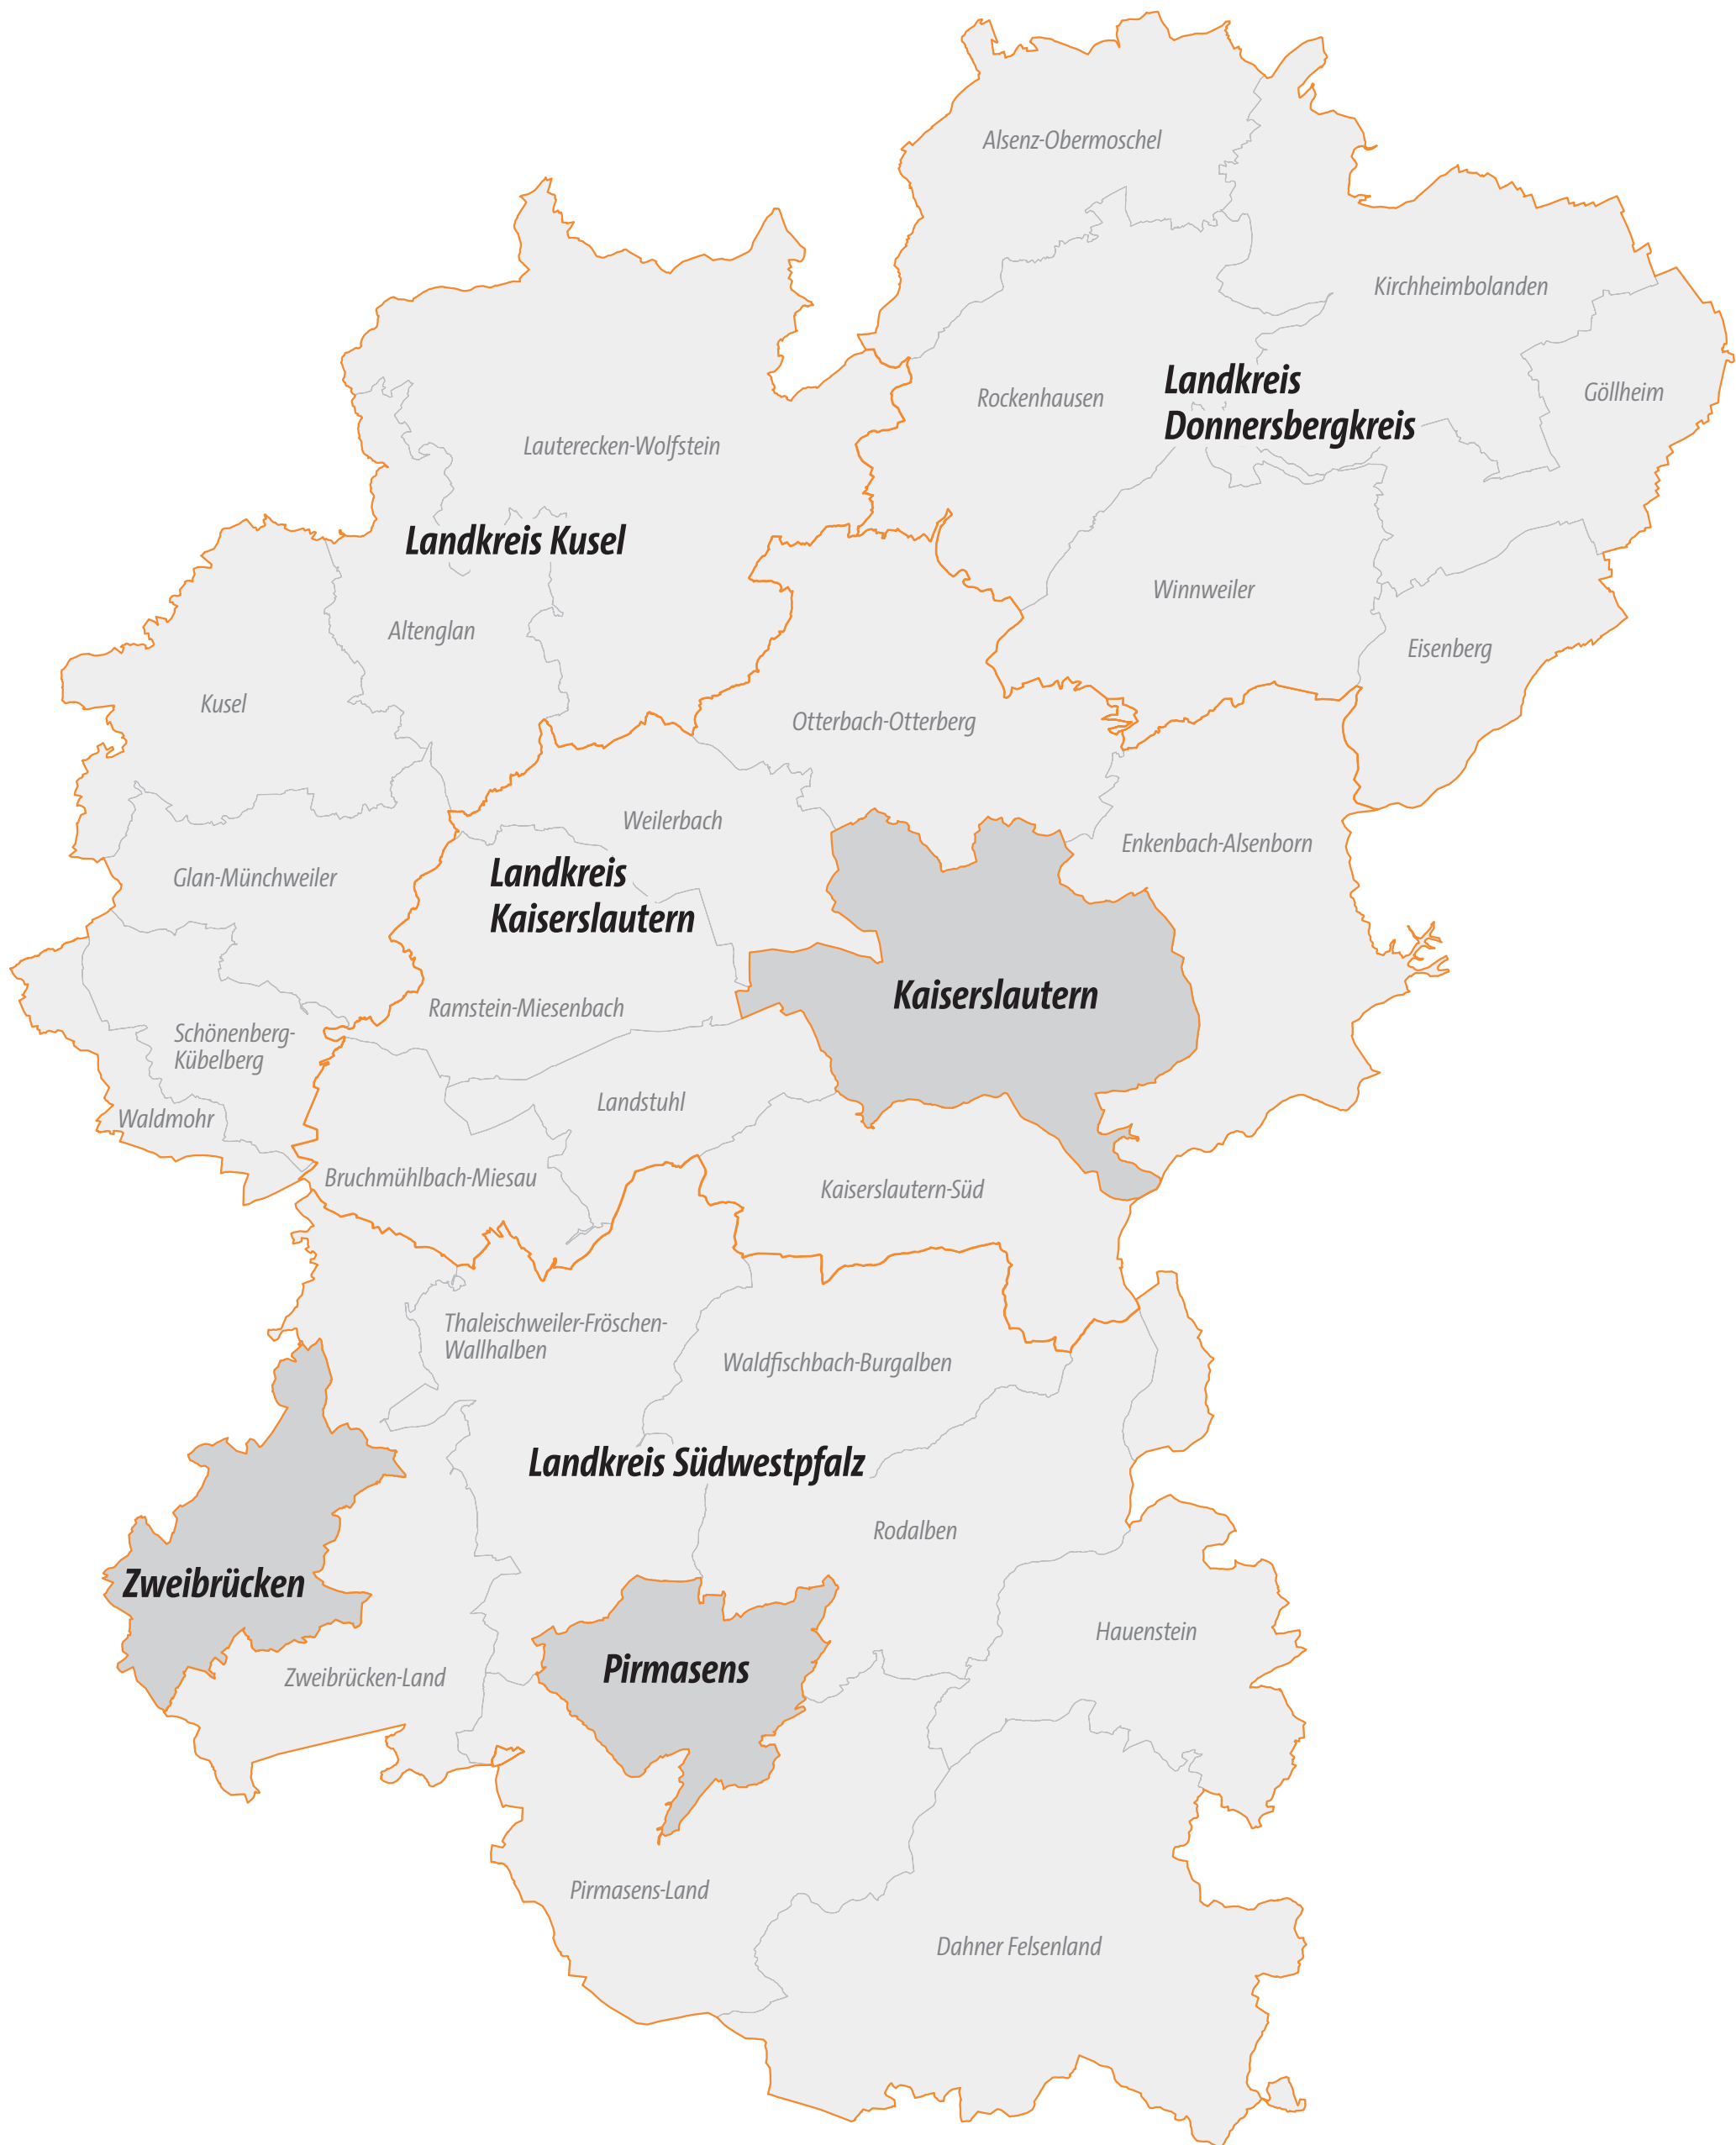 Alsenz-Obermoschel
Kirchheimbolanden
Landkreis
Donnersbergkreis
Göllheim
Rockenhausen
Lauterecken-Wolfstein
Landkreis Kusel
Winnweiler
Altenglan
Eisenberg
Kusel
Otterbach-Otterberg
Weilerbach
Enkenbach-Alsenborn
Landkreis
Kaiserslautern
Glan-Münchweiler
Kaiserslautern
Ramstein-Miesenbach
Schönenberg-
Kübelberg
Landstuhl
Waldmohr
Bruchmühlbach-Miesau
Kaiserslautern-Süd
Thaleischweiler-Fröschen-
Wallhalben
Waldfischbach-Burgalben
Landkreis Südwestpfalz
Rodalben
Zweibrücken
Hauenstein
Pirmasens
Zweibrücken-Land
Pirmasens-Land
Dahner Felsenland